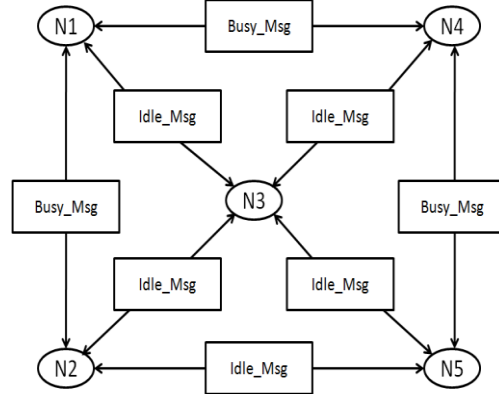 N1
Busy_Msg
N4
Idle_Msg
Idle_Msg
Busy_Msg
N3
Busy_Msg
Idle_Msg
Idle_Msg
N2
Idle_Msg
N5